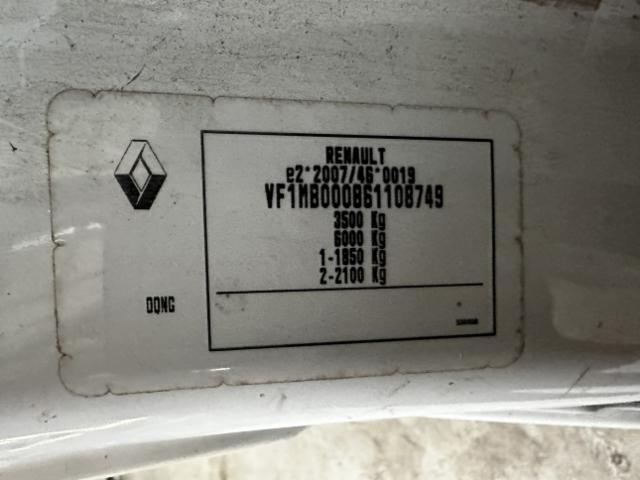 RENAULT
e2*2007/46*0019
VF1MB000861108749
3500 Kg
6000 Kg
1-1850 Kg
2-2100 Kg
DQNG